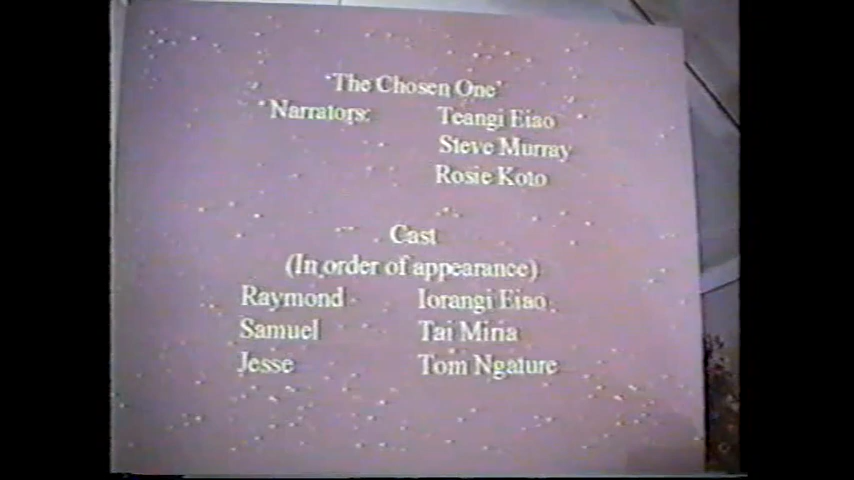 'The Chosen One'
Narrators: Teangi Eiao
Steve Murray
Rosie Koto
Cast
(In order of appearance)
Raymond Iorangi Eiao
Samuel Tai Miria
Jesse Tom Ngature